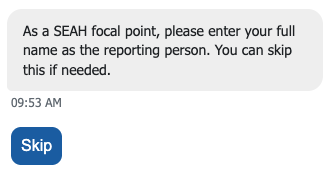 As a SEAH focal point, please enter your full
name as the reporting person. You can skip
this if needed.
09:53 AM
Skip